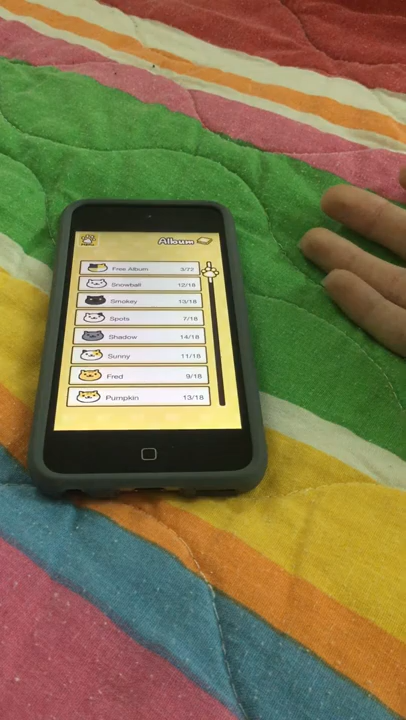 Album
Free Album 3/72
Snowball 12/18
Smokey 13/18
Spots 7/18
Shadow 14/18
Sunny 11/18
Fred 9/18
Pumpkin 13/18